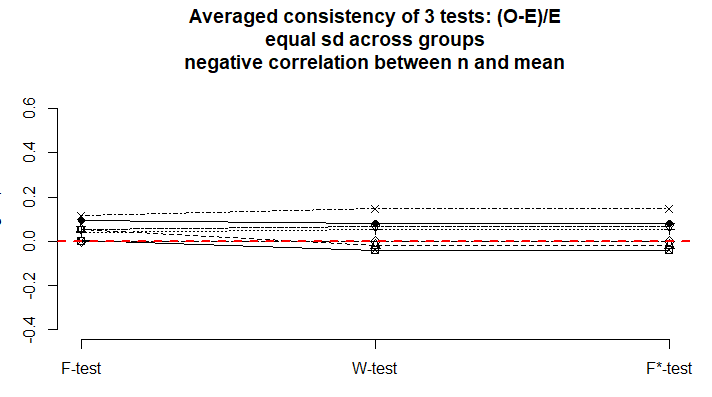 Averaged consistency of 3 tests: (O-E)/E
equal sd across groups
negative correlation between n and mean
0.6
0.4
0.2
0.0
-0.2
-0.4
F-test
W-test
F*-test